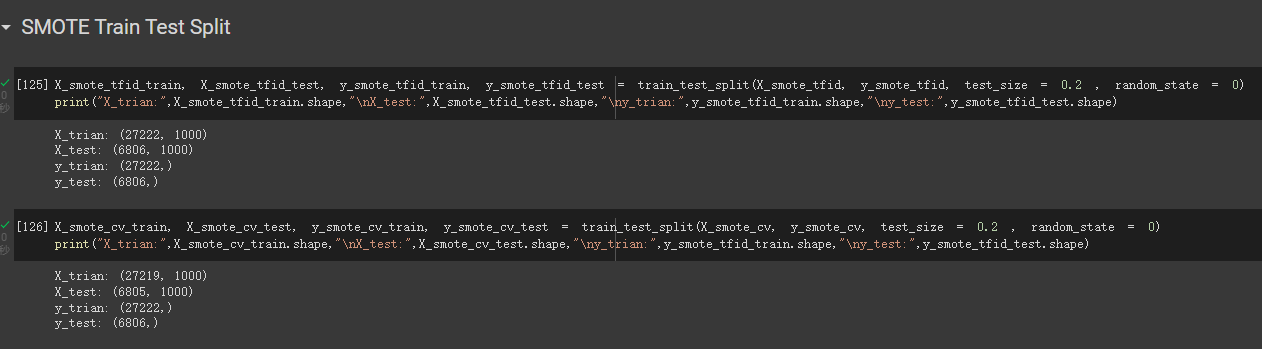 SMOTE Train Test Split
[125] X_smote_tfid_train, X_smote_tfid_test, y_smote_tfid_train, y_smote_tfid_test = train_test_split(X_smote_tfid, y_smote_tfid, test_size = 0.2 , random_state = 0)
print("X_trian:",X_smote_tfid_train.shape,"\nX_test:",X_smote_tfid_test.shape,"\ny_trian:",y_smote_tfid_train.shape,"\ny_test:",y_smote_tfid_test.shape)
X_trian: (27222, 1000)
X_test: (6806, 1000)
y_trian: (27222,)
y_test: (6806,)
[126] X_smote_cv_train, X_smote_cv_test, y_smote_cv_train, y_smote_cv_test = train_test_split(X_smote_cv, y_smote_cv, test_size = 0.2 , random_state = 0)
print("X_trian:",X_smote_cv_train.shape,"\nX_test:",X_smote_cv_test.shape,"\ny_trian:",y_smote_tfid_train.shape,"\ny_test:",y_smote_tfid_test.shape)
X_trian: (27219, 1000)
X_test: (6805, 1000)
y_trian: (27222,)
y_test: (6806,)